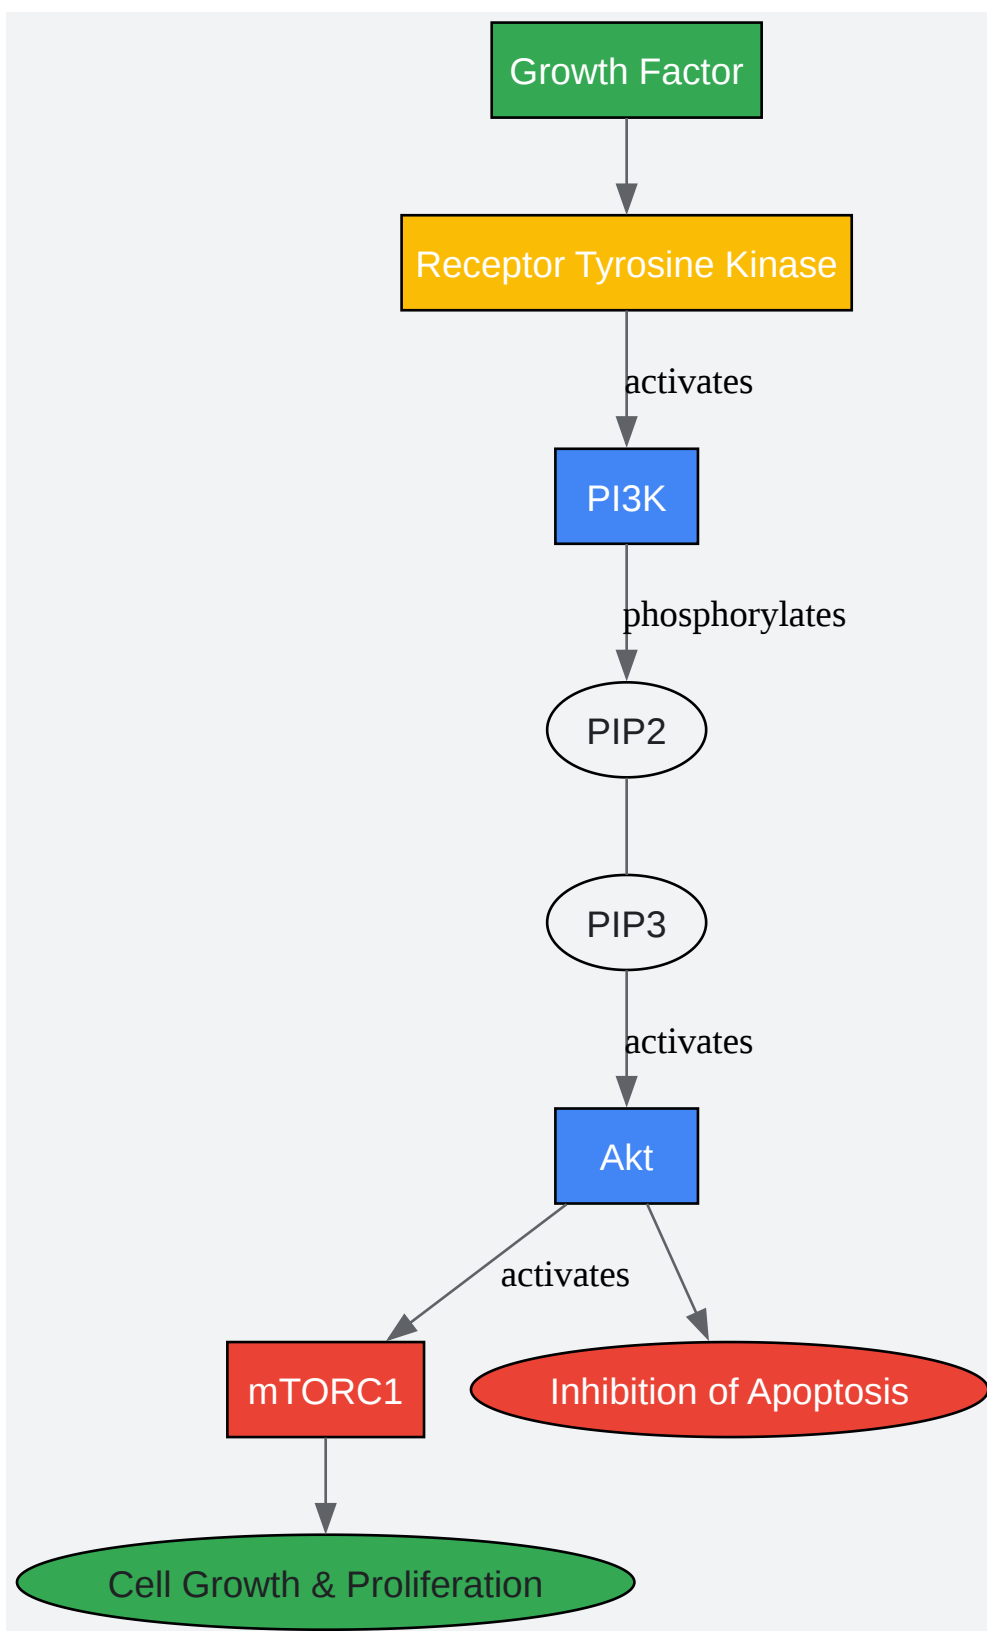 Growth Factor
Receptor Tyrosine Kinase
activates
PI3K
phosphorylates
PIP2
PIP3
activates
Akt
activates
mTORC1
Inhibition of Apoptosis
Cell Growth & Proliferation